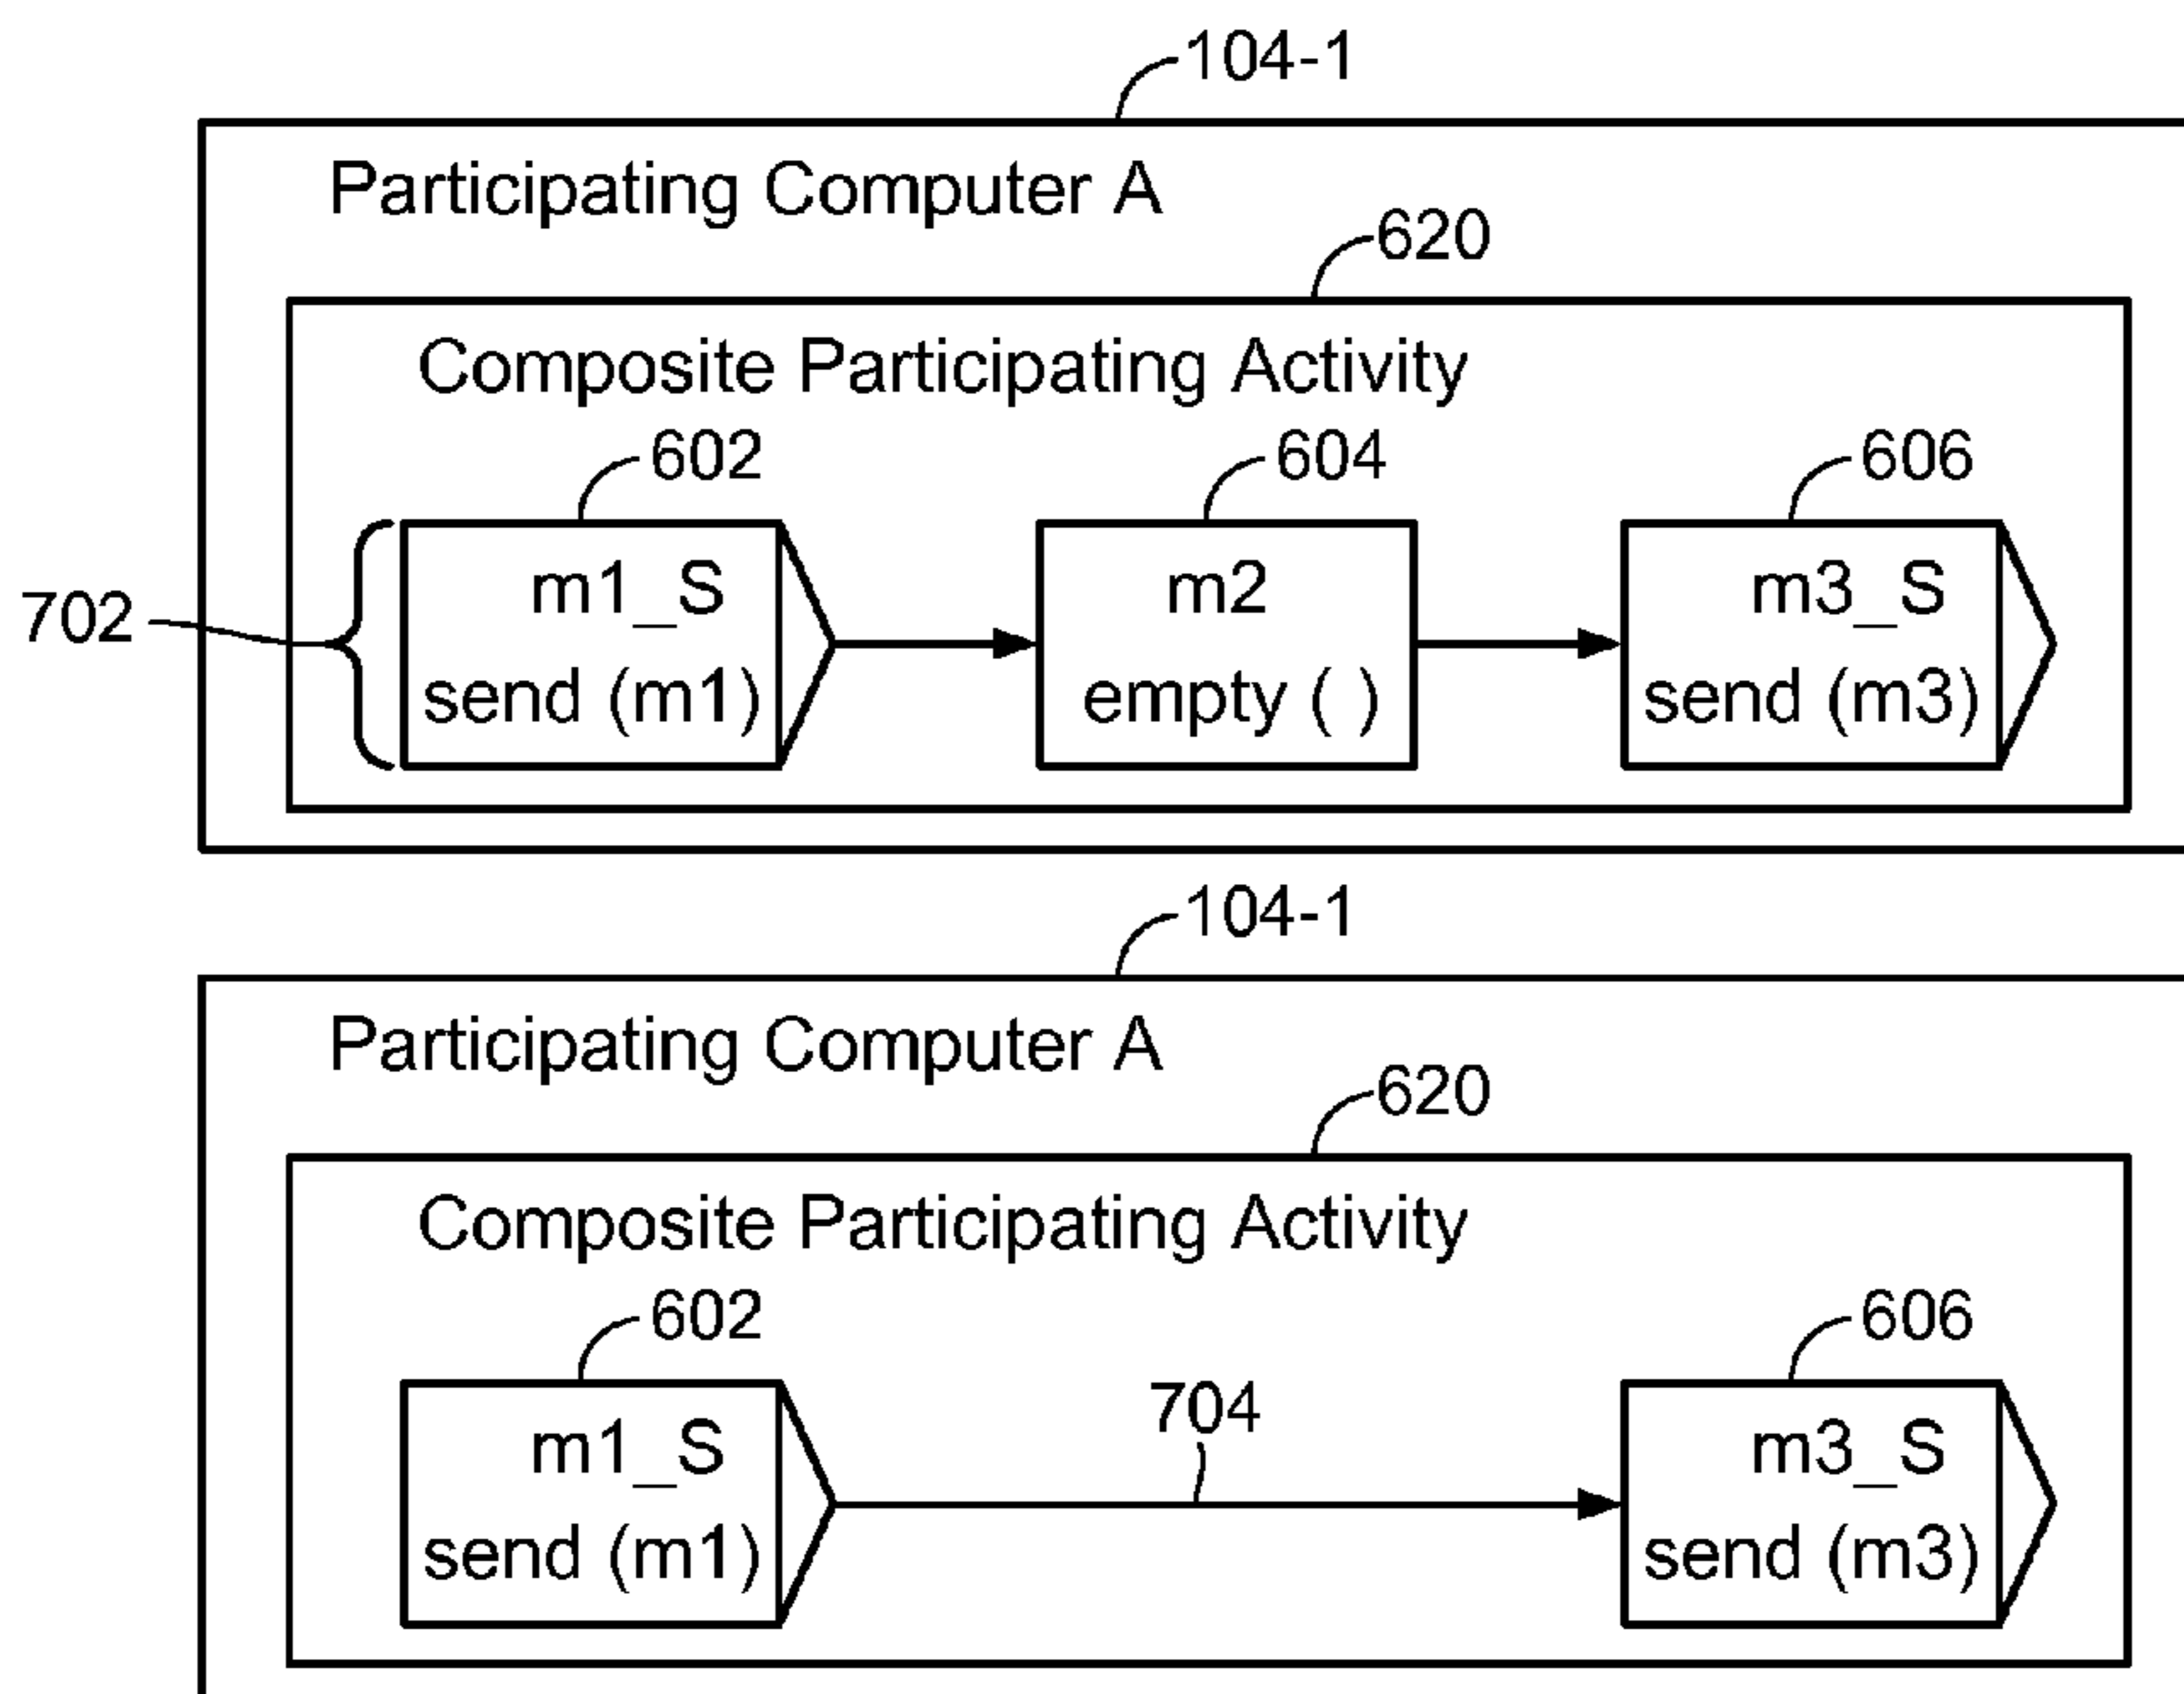 104-1
Participating Computer A
620
Composite Participating Activity
602 604 606
m1_S m2 m3_S
702
send (m1) empty ( ) send (m3)
104-1
Participating Computer A
620
Composite Participating Activity
602 606
704
m1_S m3_S
send (m1) send (m3)